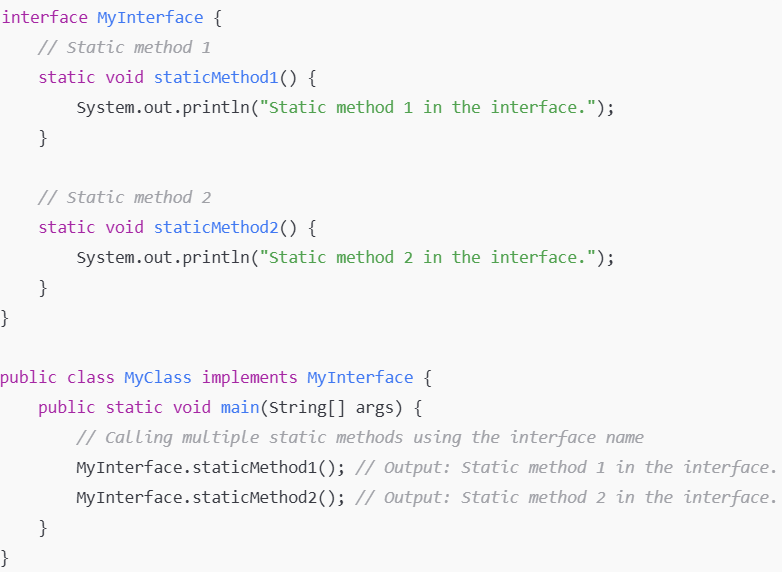 interface MyInterface {
    // Static method 1
    static void staticMethod1() {
        System.out.println("Static method 1 in the interface.");
    }

    // Static method 2
    static void staticMethod2() {
        System.out.println("Static method 2 in the interface.");
    }
}

public class MyClass implements MyInterface {
    public static void main(String[] args) {
        // Calling multiple static methods using the interface name
        MyInterface.staticMethod1(); // Output: Static method 1 in the interface.
        MyInterface.staticMethod2(); // Output: Static method 2 in the interface.
    }
}